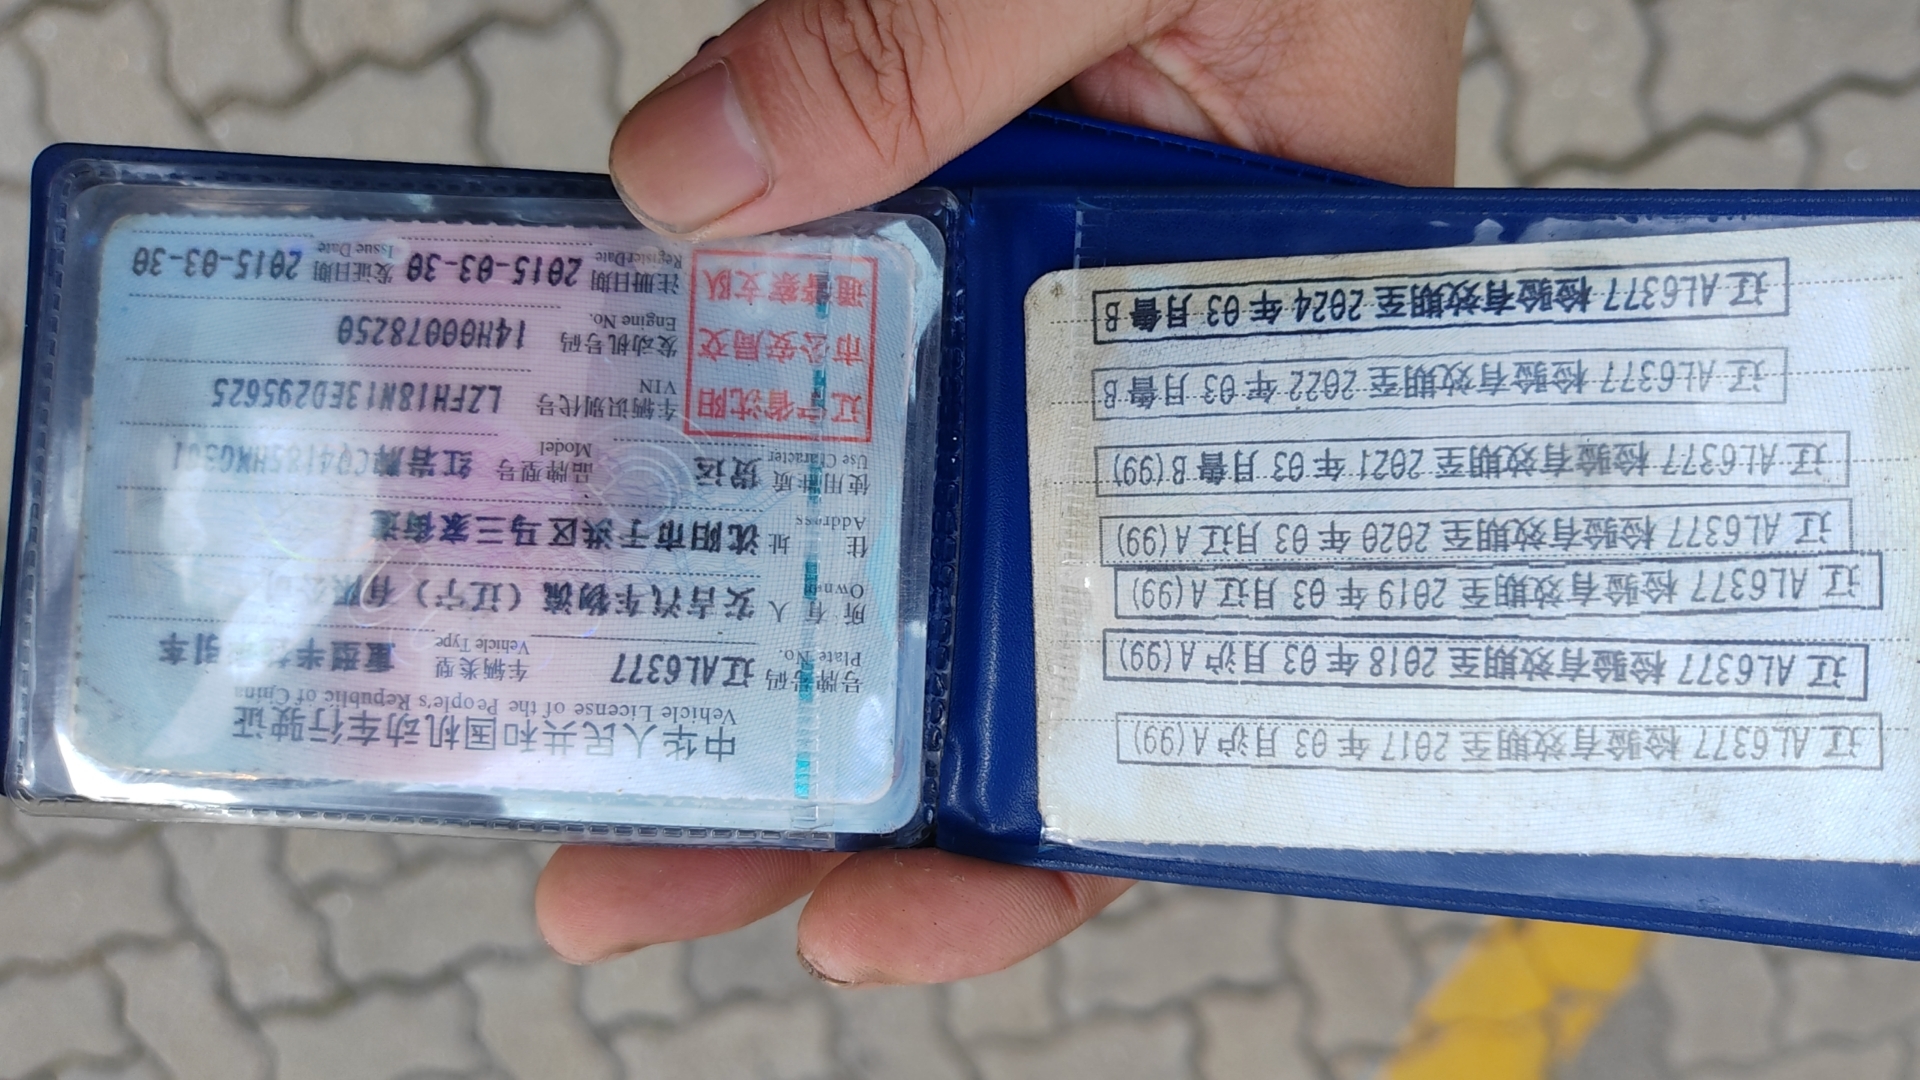 中华人民共和国机动车行驶证
Vehicle License of the People's Republic of China
号牌号码 辽AL6377 车辆类型 重型半挂牵引车
Plate No. Vehicle Type
所有人 安吉汽车物流（辽宁）有限公司
Owner
住址 沈阳市于洪区马三家街道
Address
使用性质 货运 品牌型号 红岩牌
Use Character Model
辽宁省沈阳
市公安局交
通警察支队
车辆识别代号 LZFH18N13ED295625
VIN
发动机号码 14H00078250
Engine No.
注册日期 2015-03-30 发证日期 2015-03-30
Register Date Issue Date
辽AL6377 检验有效期至 2017 年 03 月沪A(99)
辽AL6377 检验有效期至 2018 年 03 月沪A(99)
辽AL6377 检验有效期至 2019 年 03 月辽A(99)
辽AL6377 检验有效期至 2020 年 03 月辽A(99)
辽AL6377 检验有效期至 2021 年 03 月鲁B(99)
辽AL6377 检验有效期至 2022 年 03 月鲁B
辽AL6377 检验有效期至 2024 年 03 月鲁B